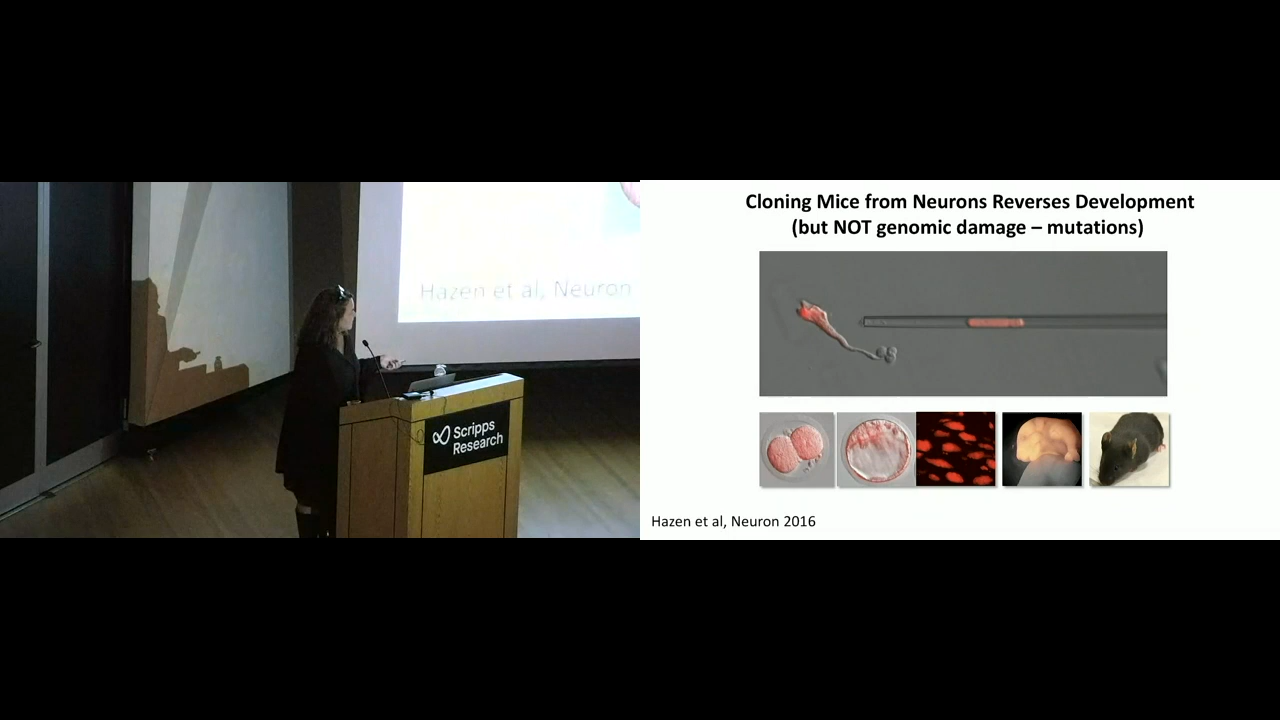 Hazen et al, Neuron
Scripps
Research
Cloning Mice from Neurons Reverses Development
(but NOT genomic damage – mutations)
Hazen et al, Neuron 2016